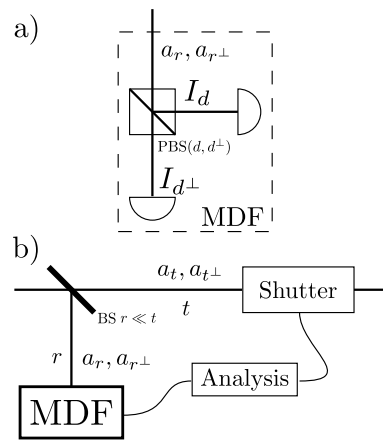 a)
a_r, a_{r^⊥}
I_d
PBS(d, d^⊥)
I_{d^⊥}
MDF
b)
a_t, a_{t^⊥}
Shutter
BS r ≪ t
t
r
a_r, a_{r^⊥}
Analysis
MDF